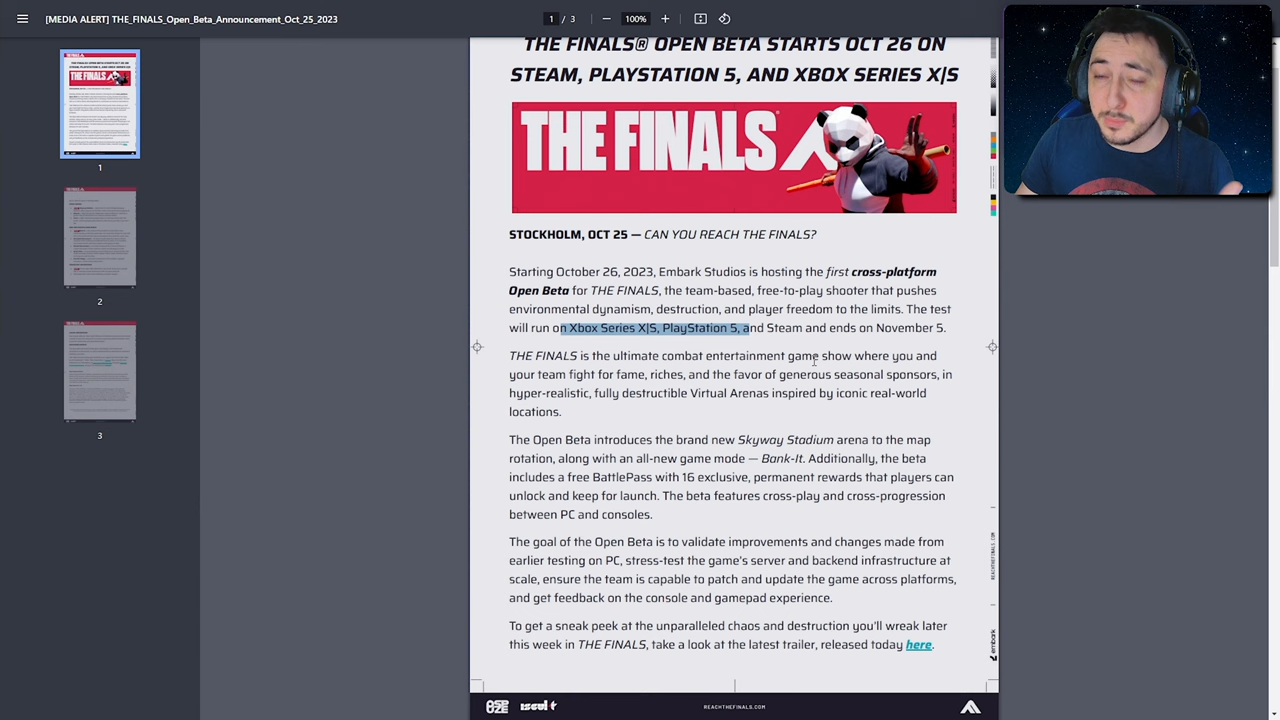 [MEDIA ALERT] THE_FINALS_Open_Beta_Announcement_Oct_25_2023
1 / 3
100%
1
2
3
THE FINALS® OPEN BETA STARTS OCT 26 ON
STEAM, PLAYSTATION 5, AND XBOX SERIES X|S
THE FINALS
STOCKHOLM, OCT 25 — CAN YOU REACH THE FINALS?
Starting October 26, 2023, Embark Studios is hosting the first cross-platform
Open Beta for THE FINALS, the team-based, free-to-play shooter that pushes
environmental dynamism, destruction, and player freedom to the limits. The test
will run on Xbox Series X|S, PlayStation 5, and Steam and ends on November 5.
THE FINALS is the ultimate combat entertainment game show where you and
your team fight for fame, riches, and the favor of generous seasonal sponsors, in
hyper-realistic, fully destructible Virtual Arenas inspired by iconic real-world
locations.
The Open Beta introduces the brand new Skyway Stadium arena to the map
rotation, along with an all-new game mode — Bank-It. Additionally, the beta
includes a free BattlePass with 16 exclusive, permanent rewards that players can
unlock and keep for launch. The beta features cross-play and cross-progression
between PC and consoles.
The goal of the Open Beta is to validate improvements and changes made from
earlier testing on PC, stress-test the game's server and backend infrastructure at
scale, ensure the team is capable to patch and update the game across platforms,
and get feedback on the console and gamepad experience.
To get a sneak peek at the unparalleled chaos and destruction you'll wreak later
this week in THE FINALS, take a look at the latest trailer, released today here.
REACHTHEFINALS.COM
embark
REACHTHEFINALS.COM